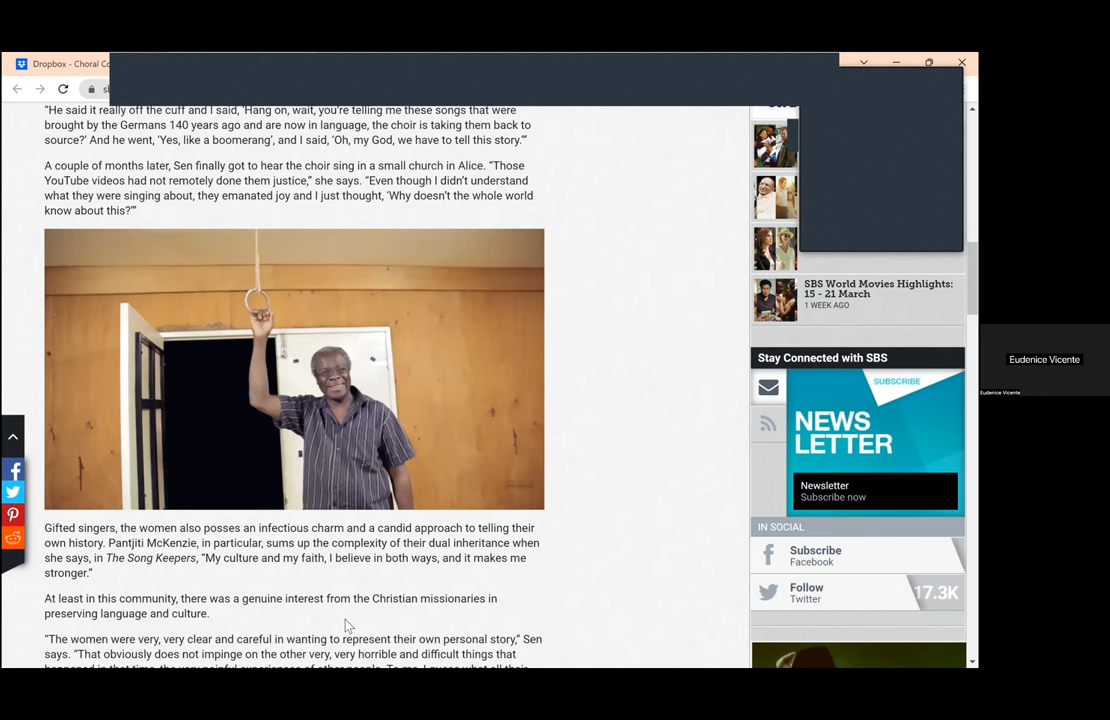 Dropbox - Choral Co
"He said it really off the cuff and I said, 'Hang on, wait, you're telling me these songs that were
brought by the Germans 140 years ago and are now in language, the choir is taking them back to
source?' And he went, 'Yes, like a boomerang', and I said, 'Oh, my God, we have to tell this story.'"
A couple of months later, Sen finally got to hear the choir sing in a small church in Alice. "Those
YouTube videos had not remotely done them justice," she says. "Even though I didn't understand
what they were singing about, they emanated joy and I just thought, 'Why doesn't the whole world
know about this?'"
Gifted singers, the women also posses an infectious charm and a candid approach to telling their
own history. Pantjiti McKenzie, in particular, sums up the complexity of their dual inheritance when
she says, in The Song Keepers, "My culture and my faith, I believe in both ways, and it makes me
stronger."
At least in this community, there was a genuine interest from the Christian missionaries in
preserving language and culture.
"The women were very, very clear and careful in wanting to represent their own personal story," Sen
says. "That obviously does not impinge on the other very, very horrible and difficult things that
SBS World Movies Highlights:
15 - 21 March
1 WEEK AGO
Stay Connected with SBS
SUBSCRIBE
NEWS
LETTER
Newsletter
Subscribe now
IN SOCIAL
Subscribe
Facebook
Follow
Twitter
17.3K
Eudenice Vicente
Eudenice Vicente